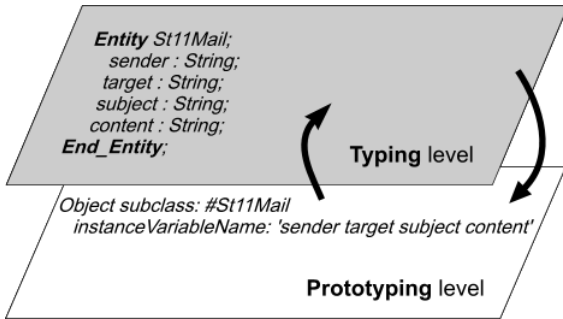 Entity St11Mail;
sender : String;
target : String;
subject : String;
content : String;
End_Entity;
Typing level
Object subclass: #St11Mail
instanceVariableName: 'sender target subject content'
Prototyping level